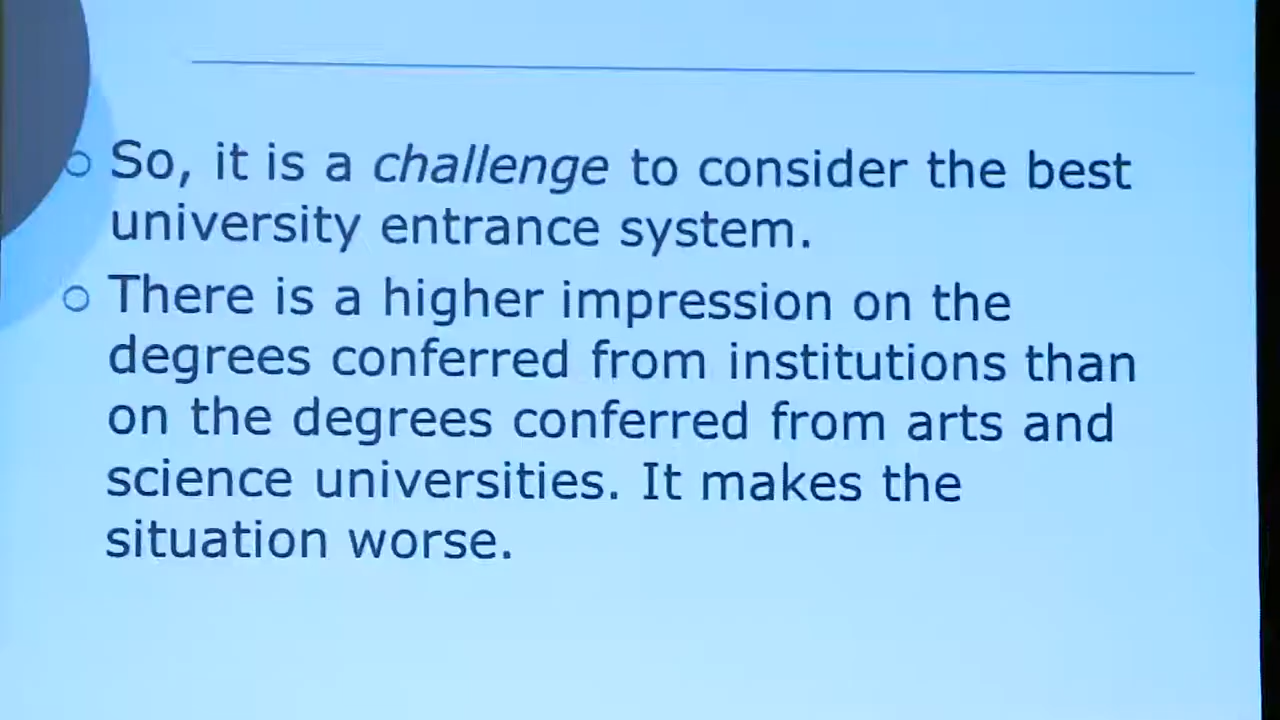 So, it is a challenge to consider the best
university entrance system.
There is a higher impression on the
degrees conferred from institutions than
on the degrees conferred from arts and
science universities. It makes the
situation worse.